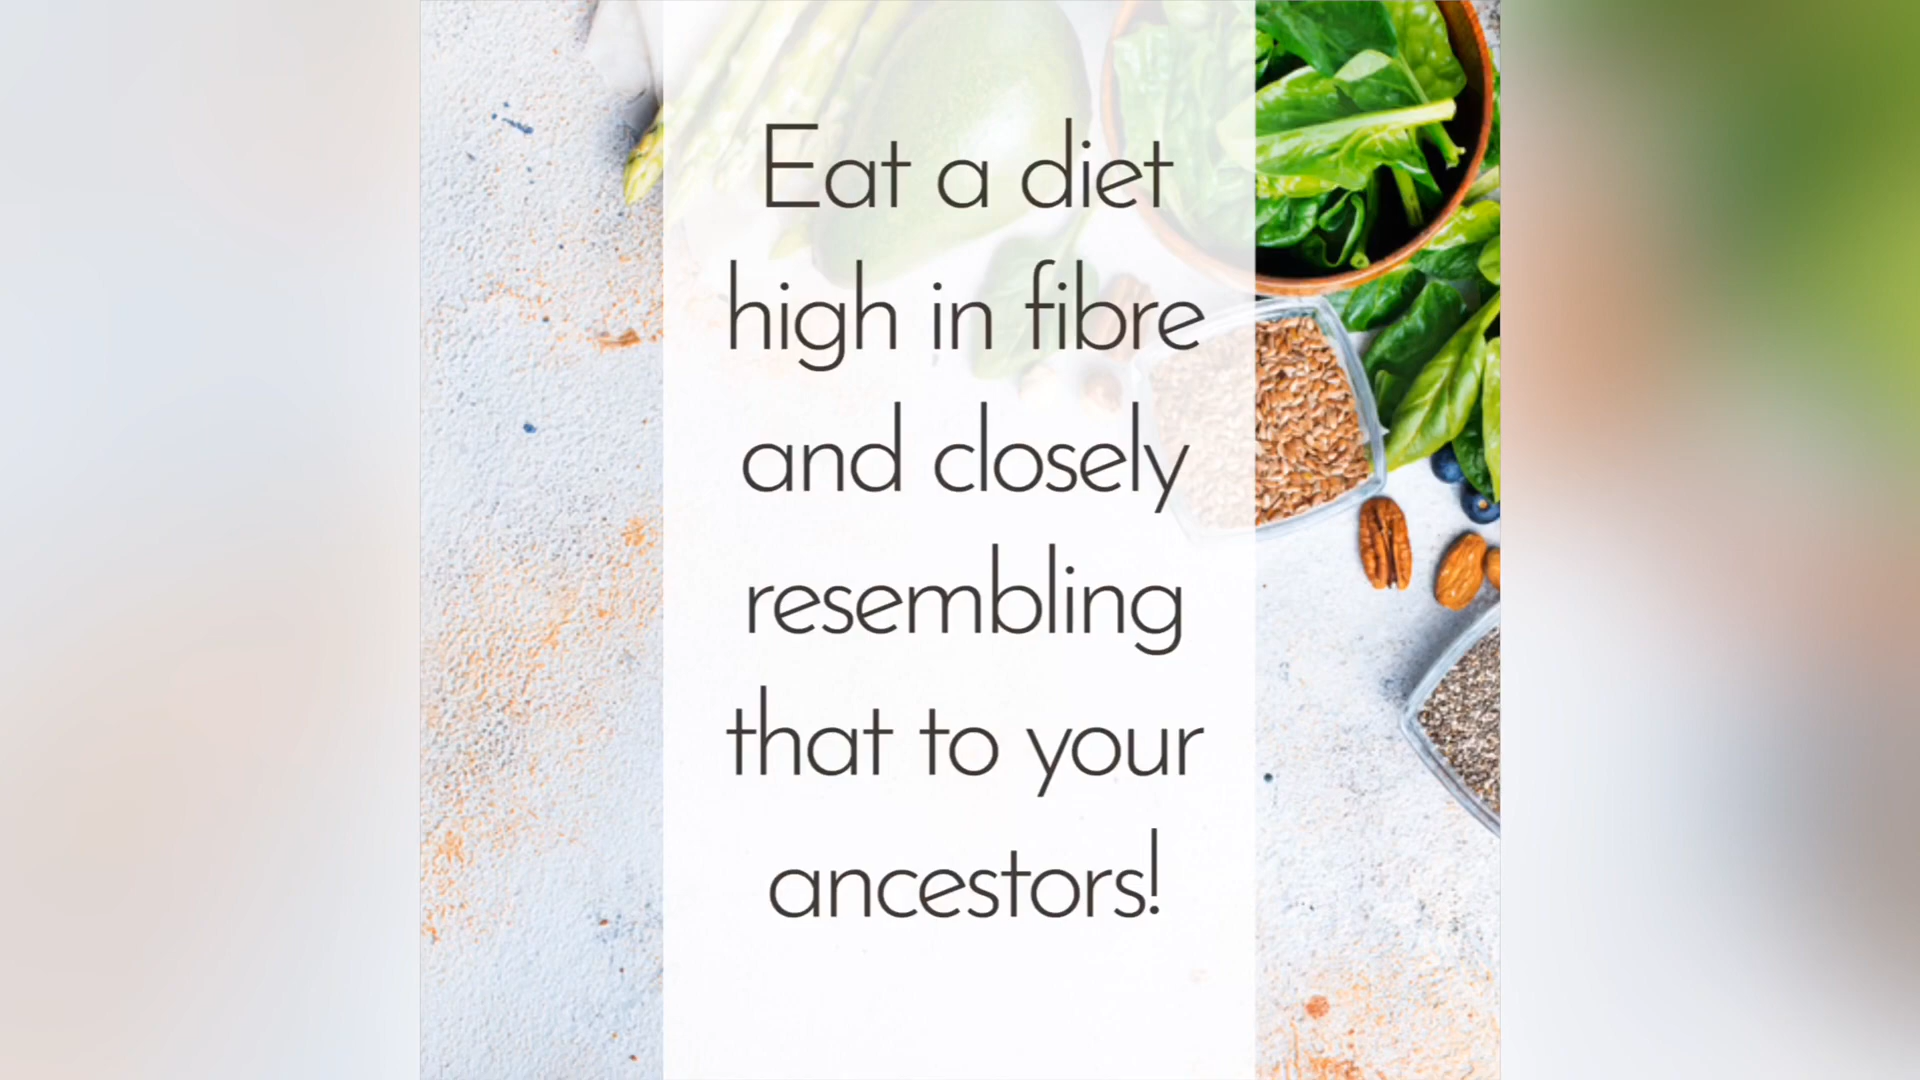 Eat a diet
high in fibre
and closely
resembling
that to your
ancestors!